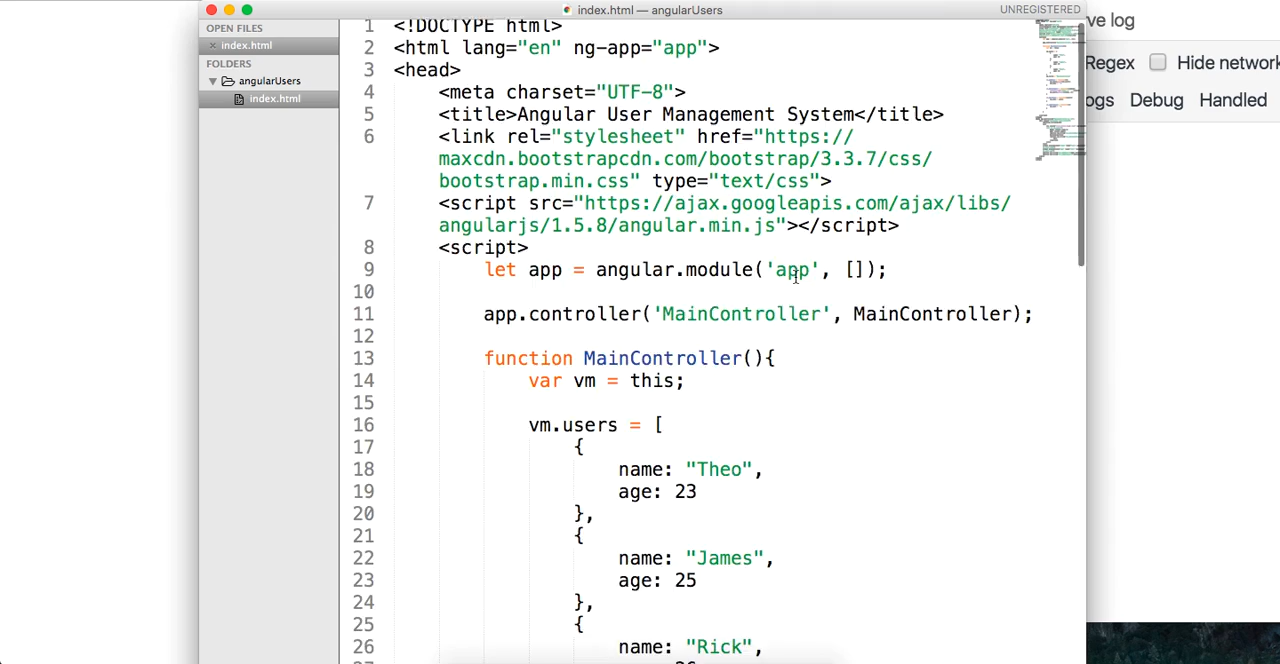 index.html — angularUsers
UNREGISTERED
OPEN FILES
index.html
FOLDERS
angularUsers
index.html
1 <!DOCTYPE html>
2 <html lang="en" ng-app="app">
3 <head>
4 <meta charset="UTF-8">
5 <title>Angular User Management System</title>
6 <link rel="stylesheet" href="https://
maxcdn.bootstrapcdn.com/bootstrap/3.3.7/css/
bootstrap.min.css" type="text/css">
7 <script src="https://ajax.googleapis.com/ajax/libs/
angularjs/1.5.8/angular.min.js"></script>
8 <script>
9 let app = angular.module('app', []);
10
11 app.controller('MainController', MainController);
12
13 function MainController(){
14 var vm = this;
15
16 vm.users = [
17 {
18 name: "Theo",
19 age: 23
20 },
21 {
22 name: "James",
23 age: 25
24 },
25 {
26 name: "Rick",
ve log
Regex
Hide network
ogs Debug Handled